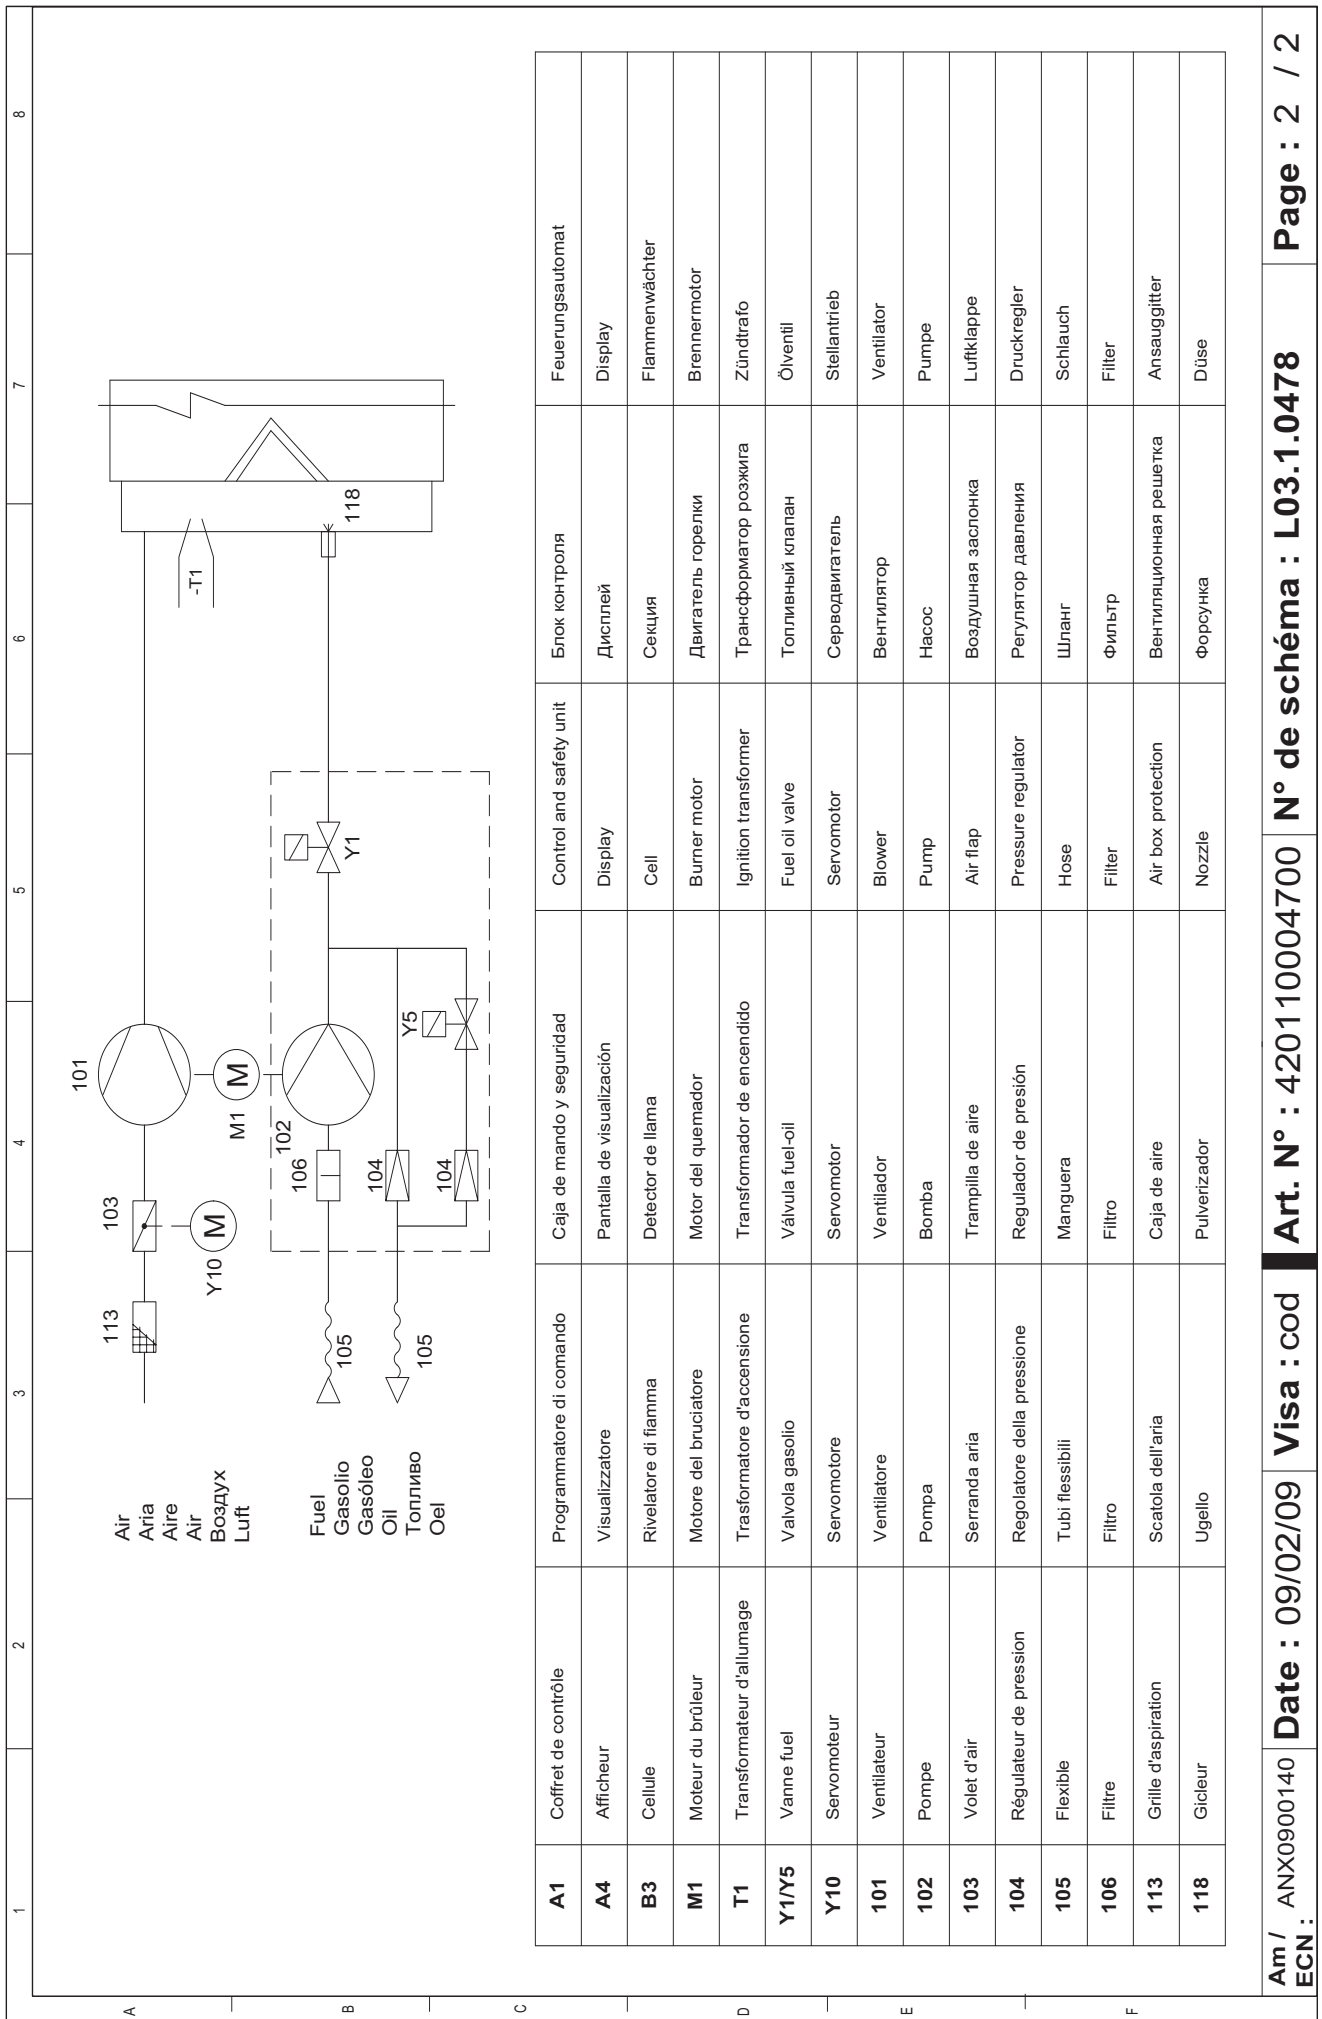 1 2 3 4 5 6 7 8
A
B
C
D
E
F
Air
Aria
Aire
Air
Воздух
Luft
Fuel
Gasolio
Gasóleo
Oil
Топливо
Oel
113
103
101
Y10
M
M1
M
102
106
105
105
104
104
Y5
Y1
-T1
118
A1 Coffret de contrôle Programmatore di comando Caja de mando y seguridad Control and safety unit Блок контроля Feuerungsautomat
A4 Afficheur Visualizzatore Pantalla de visualización Display Дисплей Display
B3 Cellule Rivelatore di fiamma Detector de llama Cell Секция Flammenwächter
M1 Moteur du brûleur Motore del bruciatore Motor del quemador Burner motor Двигатель горелки Brennermotor
T1 Transformateur d'allumage Trasformatore d'accensione Transformador de encendido Ignition transformer Трансформатор розжига Zündtrafo
Y1/Y5 Vanne fuel Valvola gasolio Válvula fuel-oil Fuel oil valve Топливный клапан Ölventil
Y10 Servomoteur Servomotore Servomotor Servomotor Серводвигатель Stellantrieb
101 Ventilateur Ventilatore Ventilador Blower Вентилятор Ventilator
102 Pompe Pompa Bomba Pump Насос Pumpe
103 Volet d'air Serranda aria Trampilla de aire Air flap Воздушная заслонка Luftklappe
104 Régulateur de pression Regolatore della pressione Regulador de presión Pressure regulator Регулятор давления Druckregler
105 Flexible Tubi flessibili Manguera Hose Шланг Schlauch
106 Filtre Filtro Filtro Filter Фильтр Filter
113 Grille d'aspiration Scatola dell'aria Caja de aire Air box protection Вентиляционная решетка Ansauggitter
118 Gicleur Ugello Pulverizador Nozzle Форсунка Düse
Am / ECN : ANX0900140 Date : 09/02/09 Visa : cod Art. N° : 420110004700 N° de schéma : L03.1.0478 Page : 2 / 2